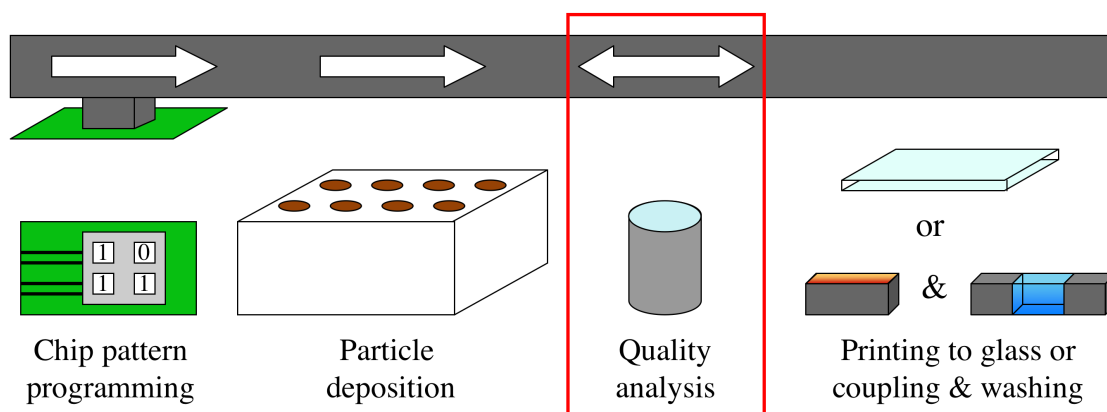 1 0
1 1
or
&
Chip pattern
programming
Particle
deposition
Quality
analysis
Printing to glass or
coupling & washing